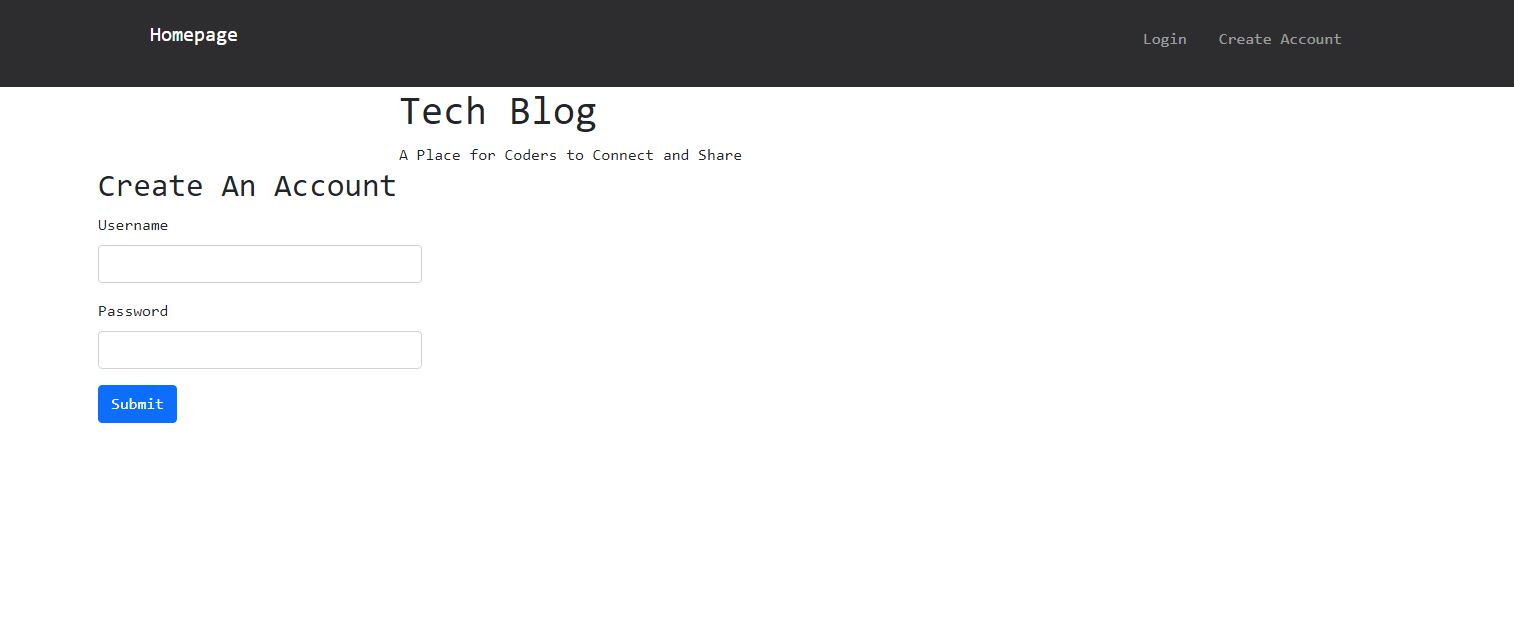 Homepage
Login Create Account
Tech Blog
A Place for Coders to Connect and Share
Create An Account
Username
Password
Submit